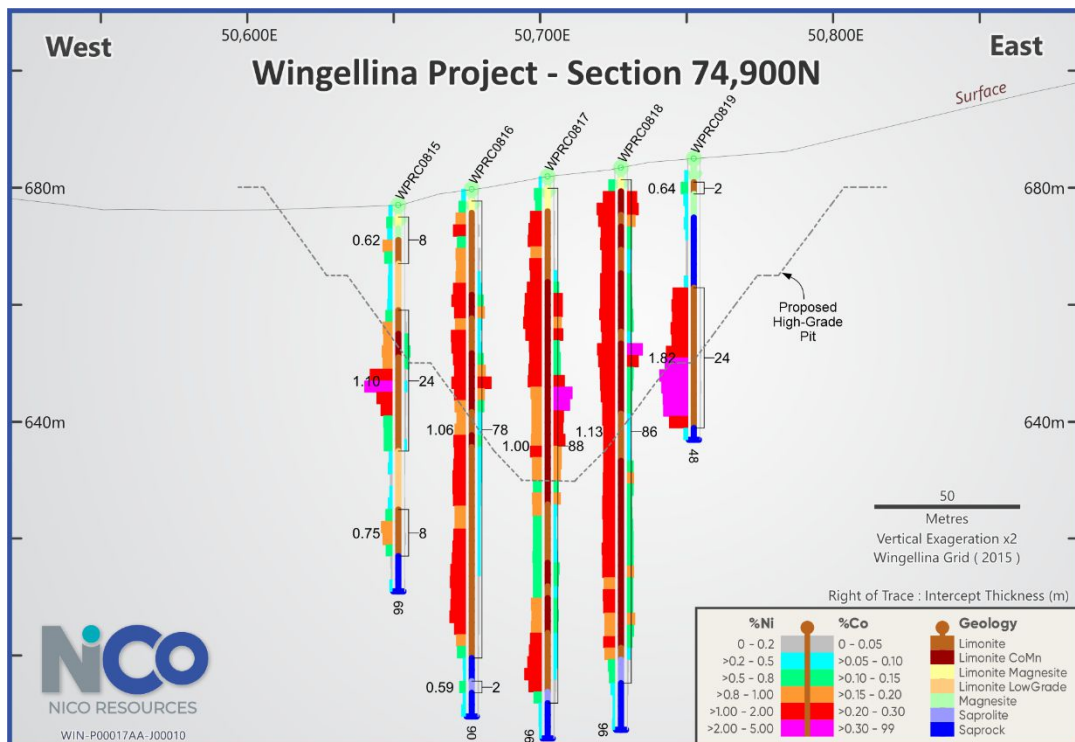 West
50,600E
50,700E
50,800E
East
Wingellina Project - Section 74,900N
Surface
WPRC0815
WPRC0816
WPRC0817
WPRC0818
WPRC0819
680m
680m
0.64
2
0.62
8
Proposed
High-Grade
Pit
1.82
24
1.10
24
640m
640m
1.06
78
1.00
88
1.13
86
48
0.75
8
66
0.59
2
90
96
96
50
Metres
Vertical Exageration x2
Wingellina Grid ( 2015 )
Right of Trace : Intercept Thickness (m)
%Ni %Co Geology
0 - 0.2 0 - 0.05 Limonite
>0.2 - 0.5 >0.05 - 0.10 Limonite CoMn
>0.5 - 0.8 >0.10 - 0.15 Limonite Magnesite
>0.8 - 1.00 >0.15 - 0.20 Limonite LowGrade
>1.00 - 2.00 >0.20 - 0.30 Magnesite
>2.00 - 5.00 >0.30 - 99 Saprolite
Saprock
NiCo
NICO RESOURCES
WIN-P00017AA-J00010